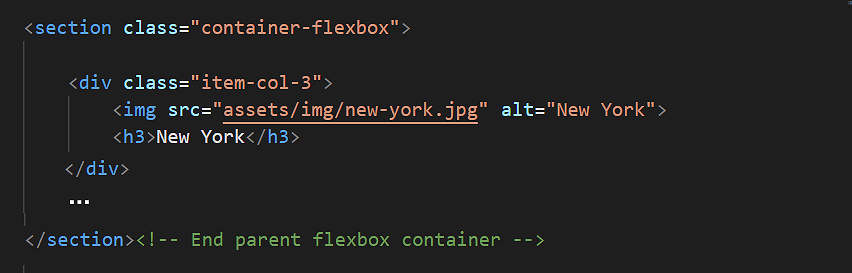 <section class="container-flexbox">
<div class="item-col-3">
<img src="assets/img/new-york.jpg" alt="New York">
<h3>New York</h3>
</div>
...
</section><!-- End parent flexbox container -->